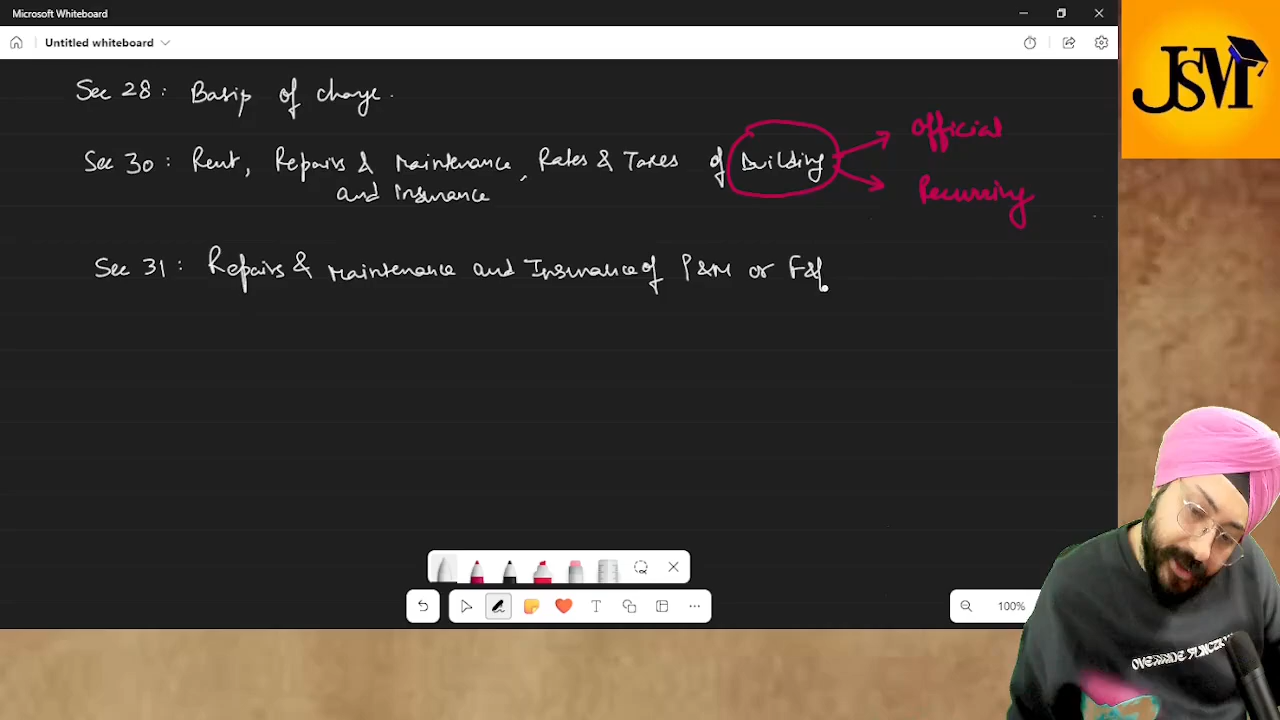 Microsoft Whiteboard
Untitled whiteboard
JSM
Sec 28: Basis of charge.
Sec 30: Rent, Repairs & Maintenance, Rates & Taxes of Building
and Insurance
Official
Recurring
Sec 31: Repairs & Maintenance and Insurance of P&M or F&f
100%